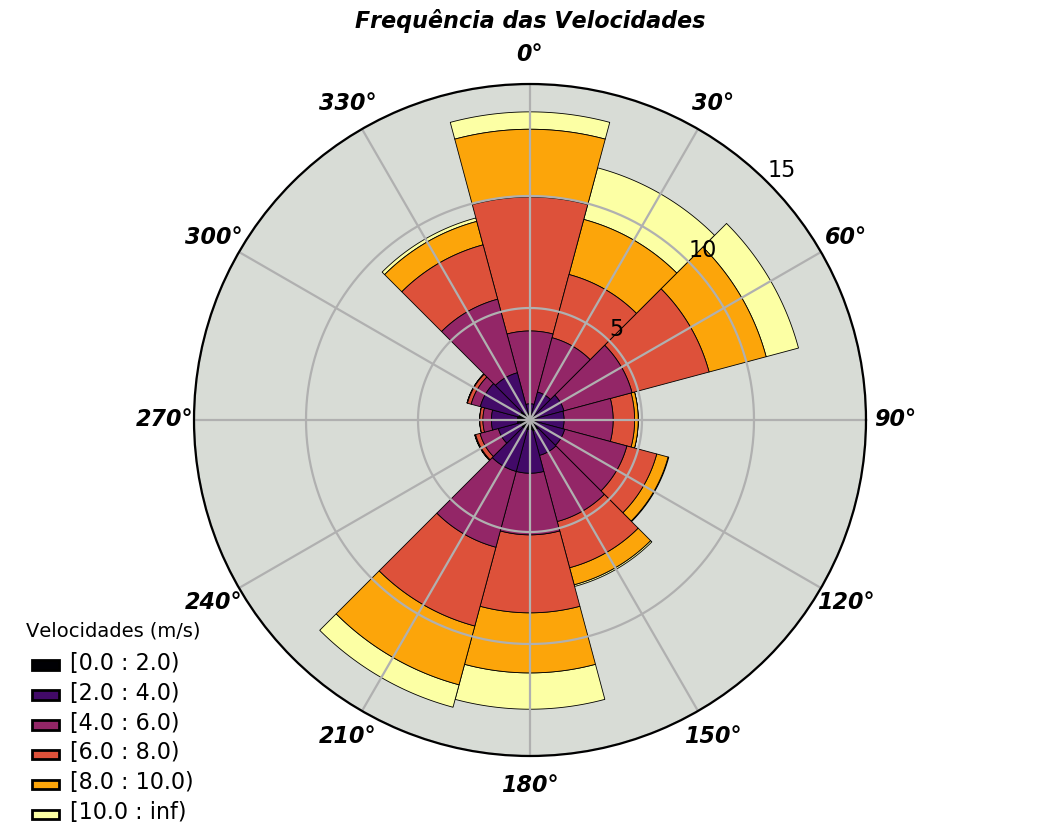 Frequência das Velocidades
0°
330°
30°
15
300°
10
60°
5
270°
90°
240°
120°
210°
150°
180°
Velocidades (m/s)
[0.0 : 2.0)
[2.0 : 4.0)
[4.0 : 6.0)
[6.0 : 8.0)
[8.0 : 10.0)
[10.0 : inf)